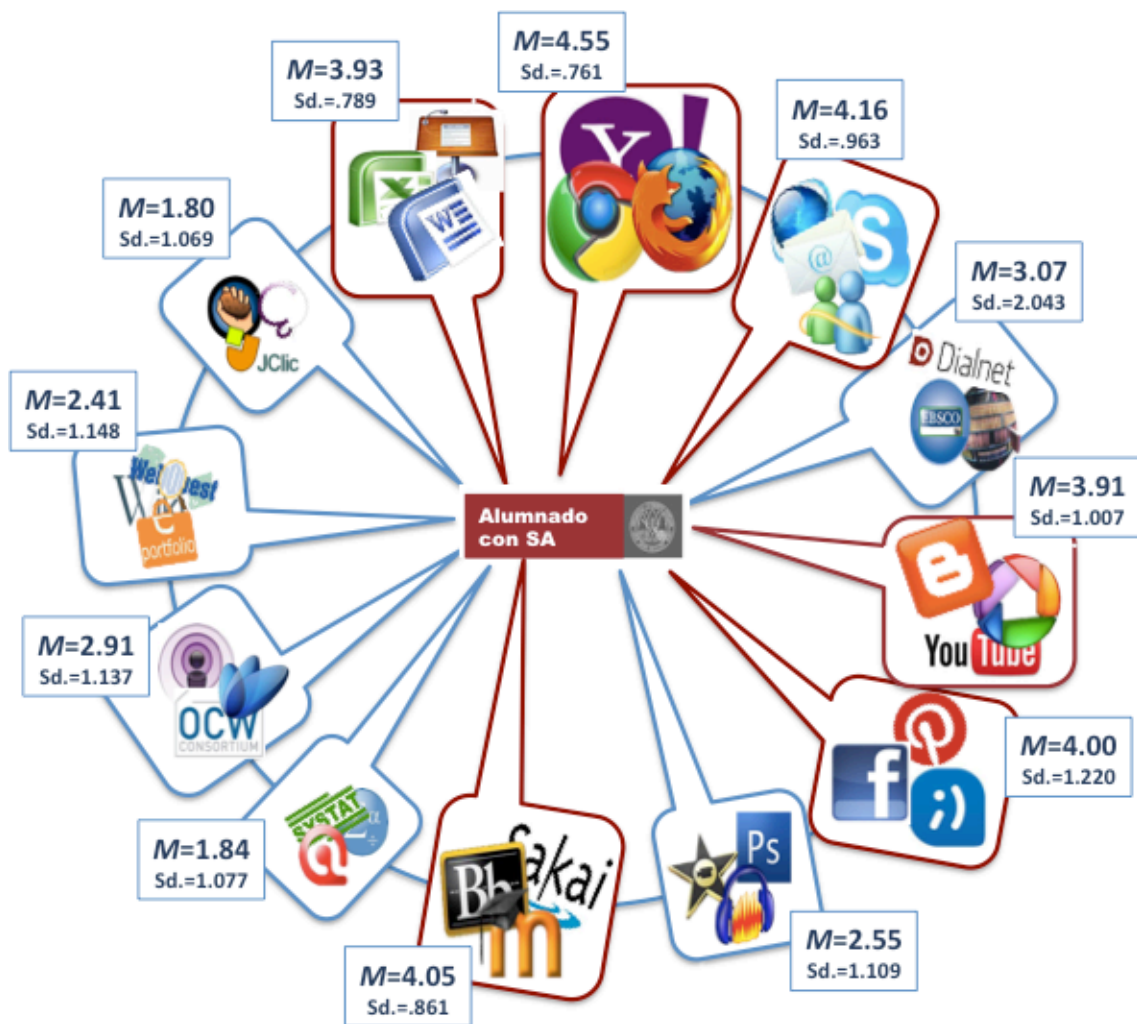 M=4.55
Sd.=.761
M=3.93
Sd.=.789
M=4.16
Sd.=.963
Y!
X
W
S
@
M=1.80
Sd.=1.069
JClic
M=3.07
Sd.=2.043
Dialnet
EBSCO
M=2.41
Sd.=1.148
e
portfolio
Alumnado
con SA
M=3.91
Sd.=1.007
B
You Tube
M=2.91
Sd.=1.137
OCW
CONSORTIUM
M=4.00
Sd.=1.220
f
;)
M=1.84
Sd.=1.077
SYSTAT
Bb
Sakai
m
Ps
M=2.55
Sd.=1.109
M=4.05
Sd.=.861